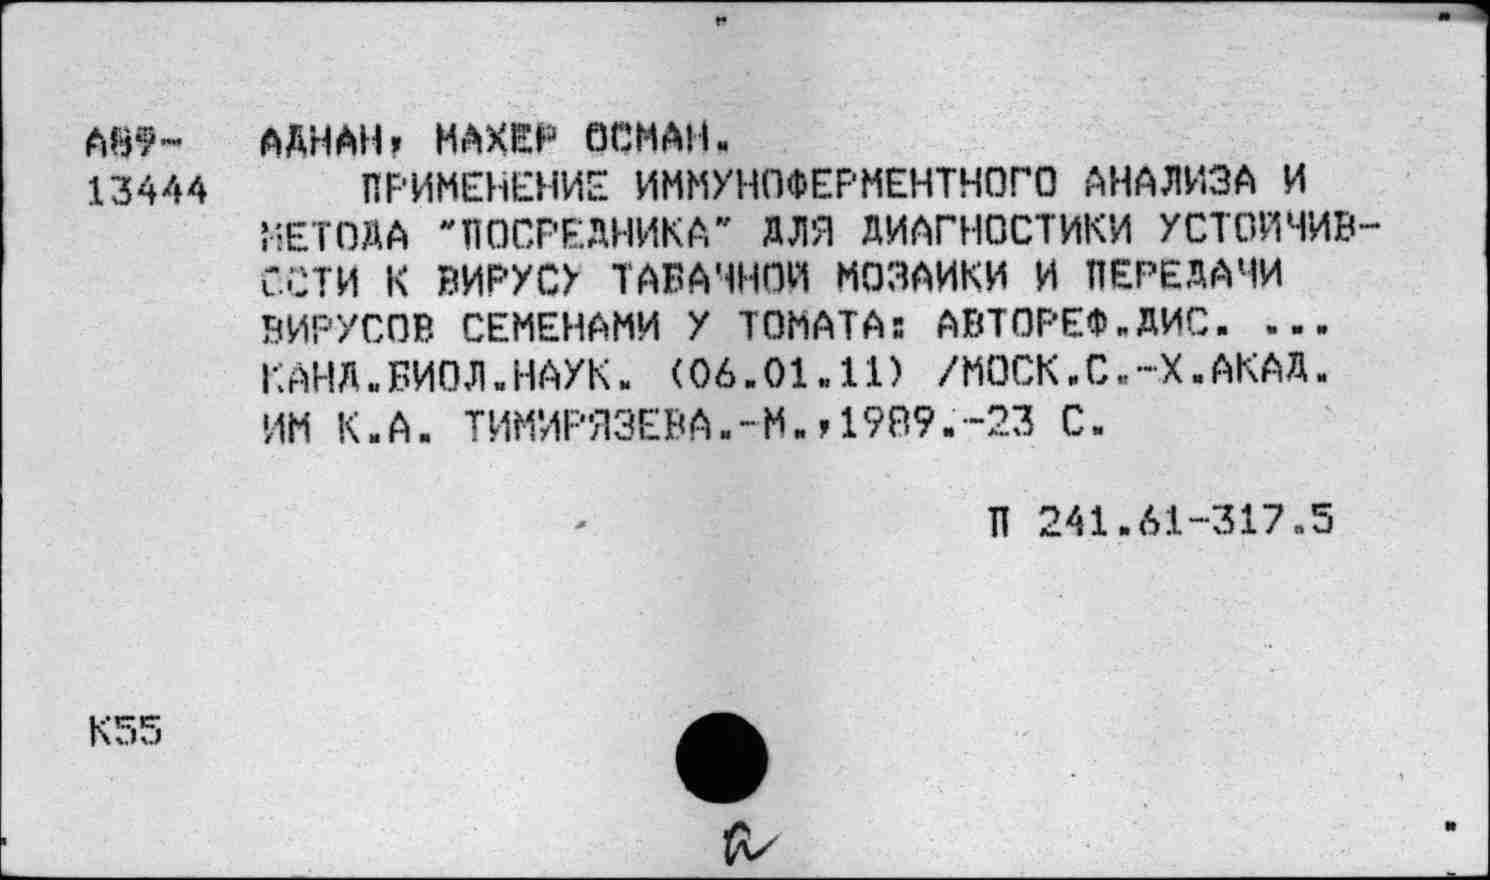 А89-    АДНАН, МАХЕР ОСМАН.
13444    ПРИМЕНЕНИЕ ИММУНОФЕРМЕНТНОГО АНАЛИЗА И
МЕТОДА "ПОСРЕДНИКА" ДЛЯ ДИАГНОСТИКИ УСТОЙЧИВ-
ОСТИ К ВИРУСУ ТАБАЧНОЙ МОЗАИКИ И ПЕРЕДАЧИ
ВИРУСОВ СЕМЕНАМИ У ТОМАТА: АВТОРЕФ.ДИС. ...
КАНД.БИОЛ.НАУК. (06.01.11) /МОСК.С.-Х.АКАД.
ИМ К.А. ТИМИРЯЗЕВА.-М.,1989.-23 С.
П 241.61-317.5
К55